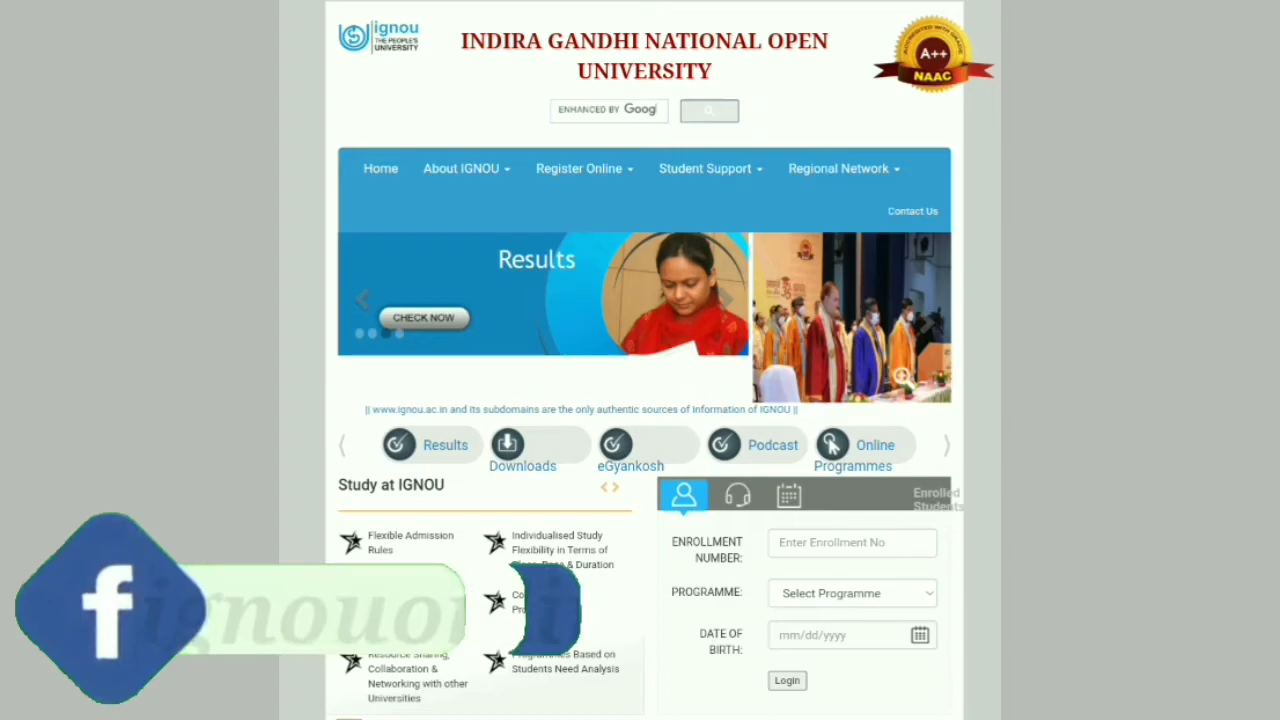 ignou
THE PEOPLE'S
UNIVERSITY
INDIRA GANDHI NATIONAL OPEN
UNIVERSITY
ACCREDITED WITH GRADE
A++
NAAC
ENHANCED BY Goog
Home
About IGNOU
Register Online
Student Support
Regional Network
Contact Us
Results
CHECK NOW
|| www.ignou.ac.in and its subdomains are the only authentic sources of Information of IGNOU ||
Results
Downloads
eGyankosh
Podcast
Online
Programmes
Study at IGNOU
Enrolled
Students
Flexible Admission
Rules
Individualised Study
Flexibility in Terms of
& Duration
Resource Sharing,
Collaboration &
Networking with other
Universities
Programmes Based on
Students Need Analysis
ENROLLMENT
NUMBER:
Enter Enrollment No
PROGRAMME:
Select Programme
DATE OF
BIRTH:
mm/dd/yyyy
Login
f